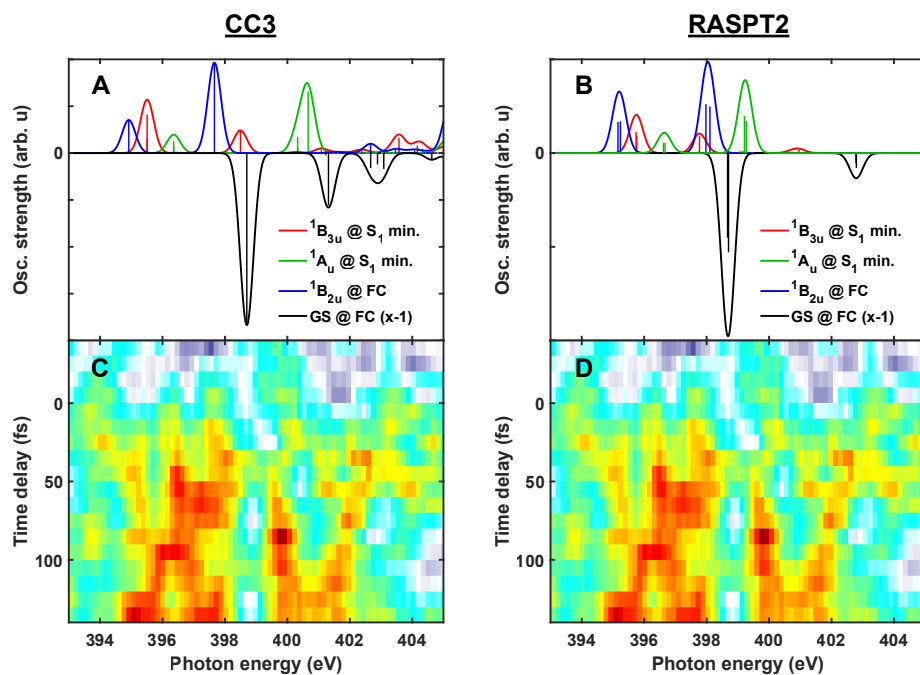 CC3
RASPT2
A
B
Osc. strength (arb. u)
0
¹B₃ᵤ @ S₁ min.
¹Aᵤ @ S₁ min.
¹B₂ᵤ @ FC
GS @ FC (x-1)
Osc. strength (arb. u)
0
¹B₃ᵤ @ S₁ min.
¹Aᵤ @ S₁ min.
¹B₂ᵤ @ FC
GS @ FC (x-1)
C
D
Time delay (fs)
0
50
100
394 396 398 400 402 404
Photon energy (eV)
Time delay (fs)
0
50
100
394 396 398 400 402 404
Photon energy (eV)